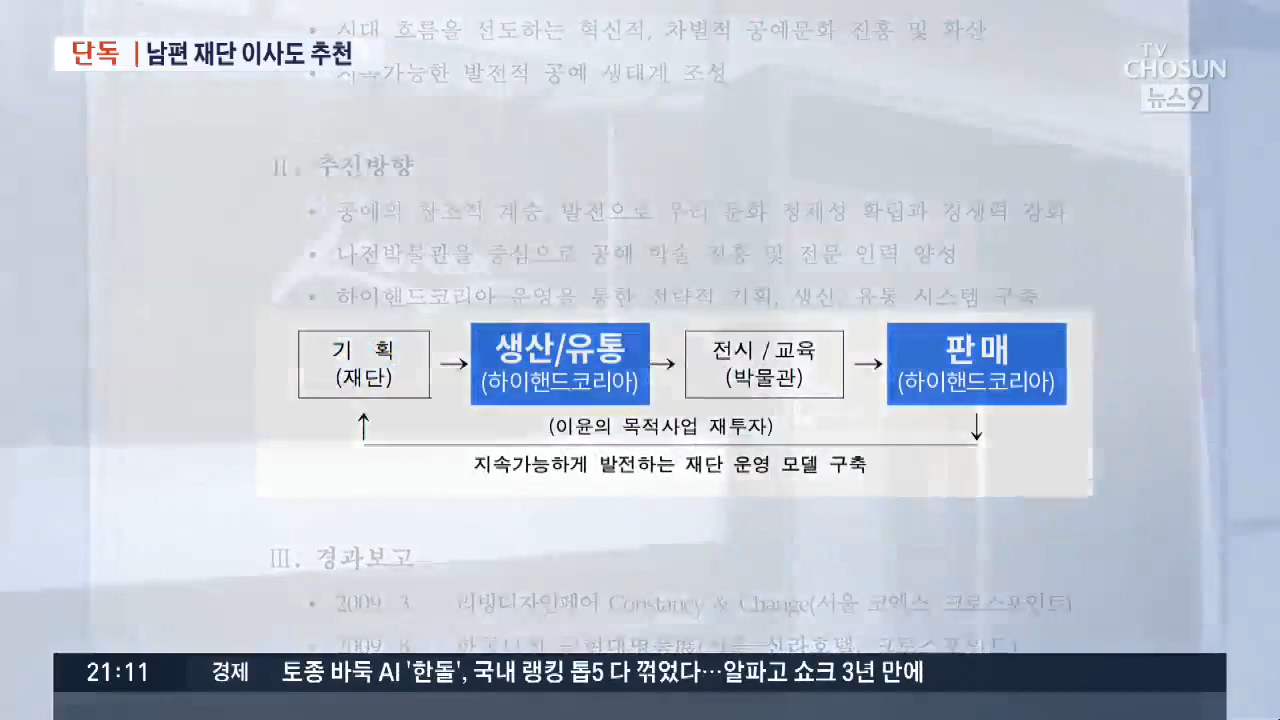 시대 흐름을 선도하는 혁신적, 차별적 공예문화 진흥 및 확산
단독 | 남편 재단 이사도 추천
지속가능한 발전적 공예 생태계 조성
TV CHOSUN
뉴스9
II. 추진방향
• 공예의 창조적 계승, 발전으로 우리 문화 정체성 확립과 경쟁력 강화
• 나전박물관을 중심으로 공예 학술 진흥 및 전문 인력 양성
• 하이핸드코리아 운영을 통한 전략적 기획, 생산, 유통 시스템 구축
기 획 → 생산/유통 → 전시 / 교육 → 판 매
(재단) (하이핸드코리아) (박물관) (하이핸드코리아)
↑ (이윤의 목적사업 재투자) ↓
지속가능하게 발전하는 재단 운영 모델 구축
III. 경과보고
• 2009. 3. 리빙디자인페어 Constancy & Change(서울 코엑스 크로스포인트)
• 2009. 8.
21:11 경제 토종 바둑 AI '한돌', 국내 랭킹 톱5 다 꺾었다…알파고 쇼크 3년 만에